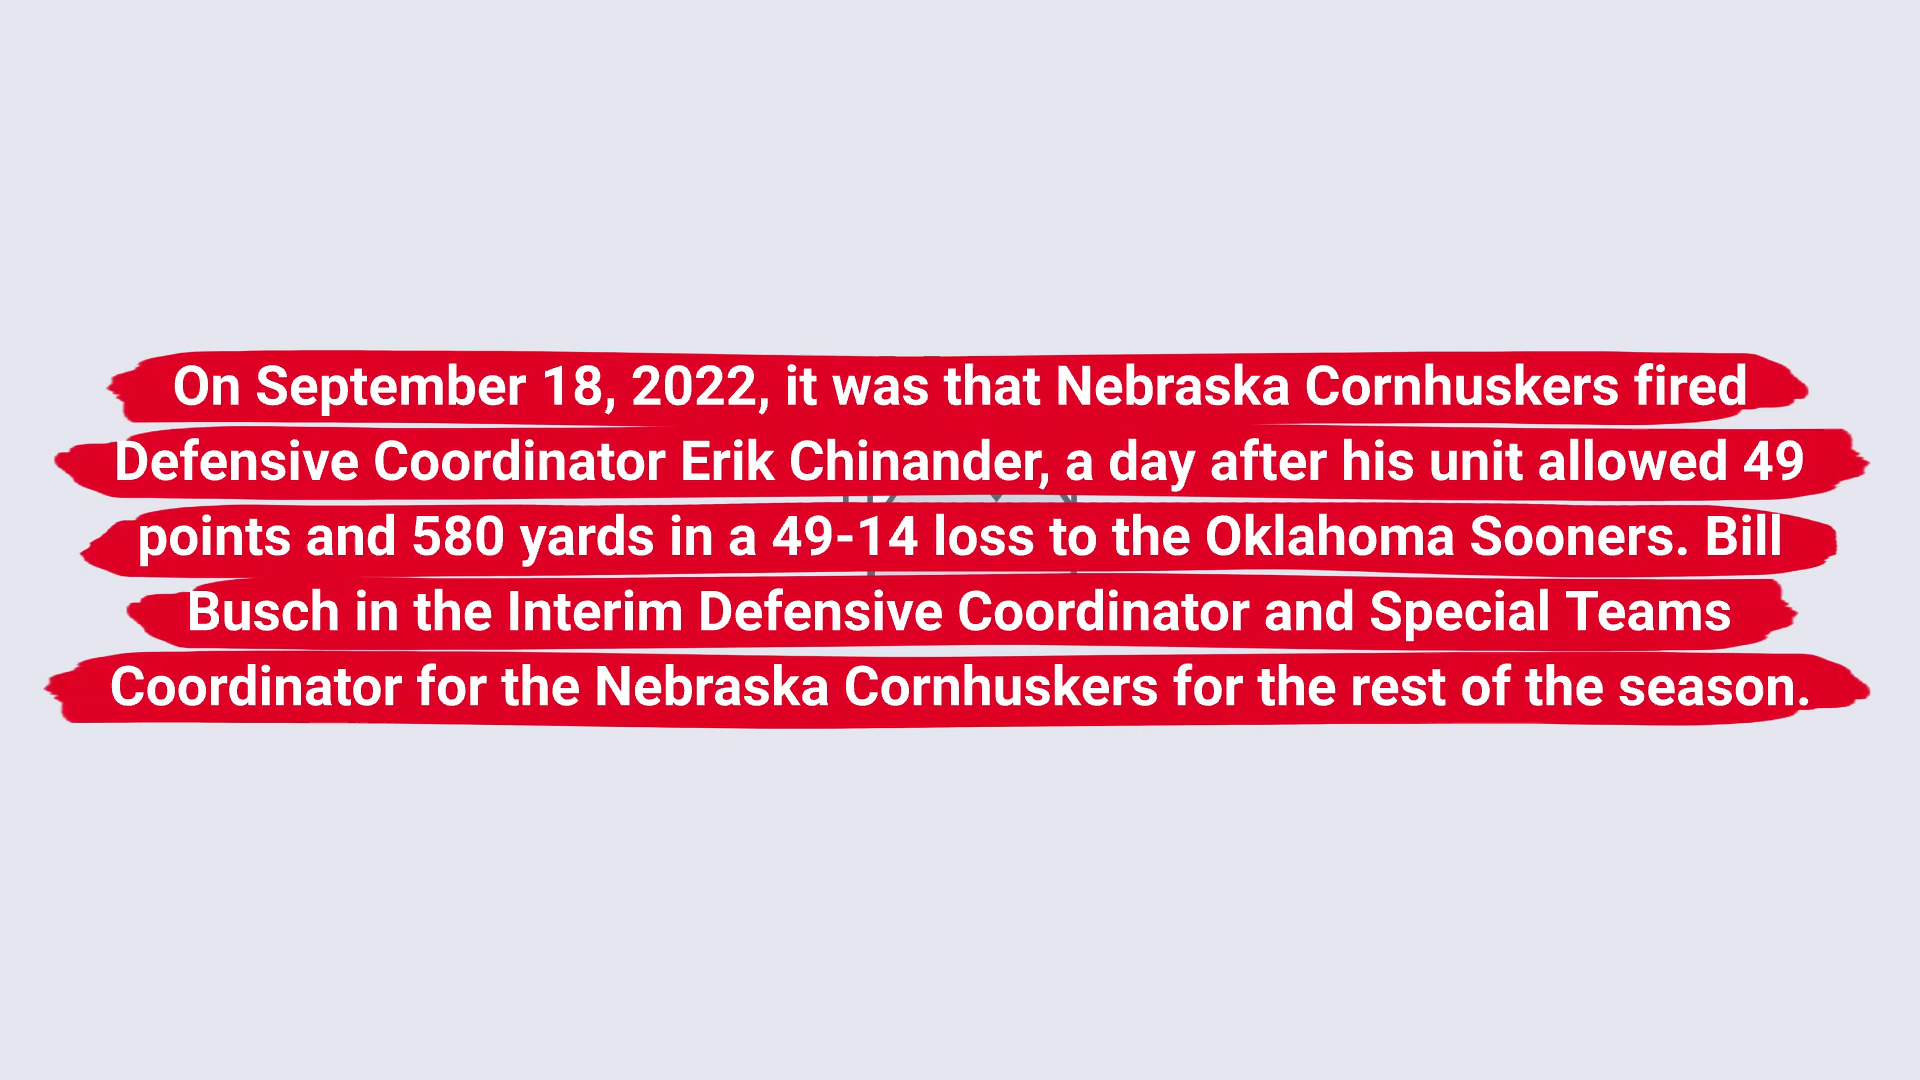 On September 18, 2022, it was that Nebraska Cornhuskers fired
Defensive Coordinator Erik Chinander, a day after his unit allowed 49
points and 580 yards in a 49-14 loss to the Oklahoma Sooners. Bill
Busch in the Interim Defensive Coordinator and Special Teams
Coordinator for the Nebraska Cornhuskers for the rest of the season.